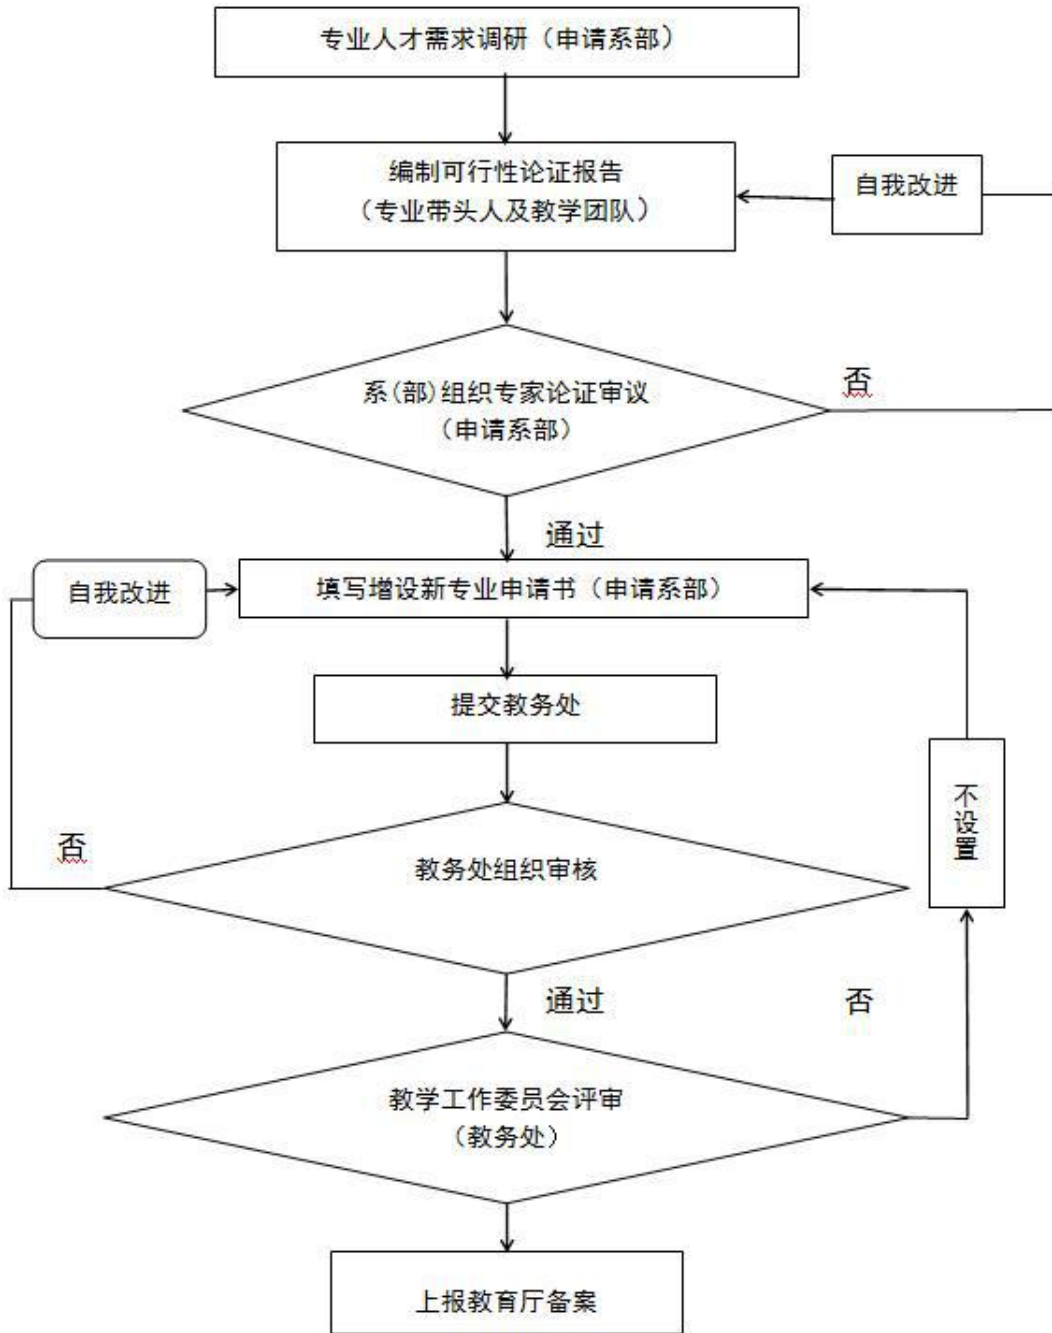 专业人才需求调研（申请系部）
编制可行性论证报告
（专业带头人及教学团队）
自我改进
系(部)组织专家论证审议
（申请系部）
否
通过
自我改进
填写增设新专业申请书（申请系部）
提交教务处
不设置
否
教务处组织审核
通过
否
教学工作委员会评审
（教务处）
上报教育厅备案